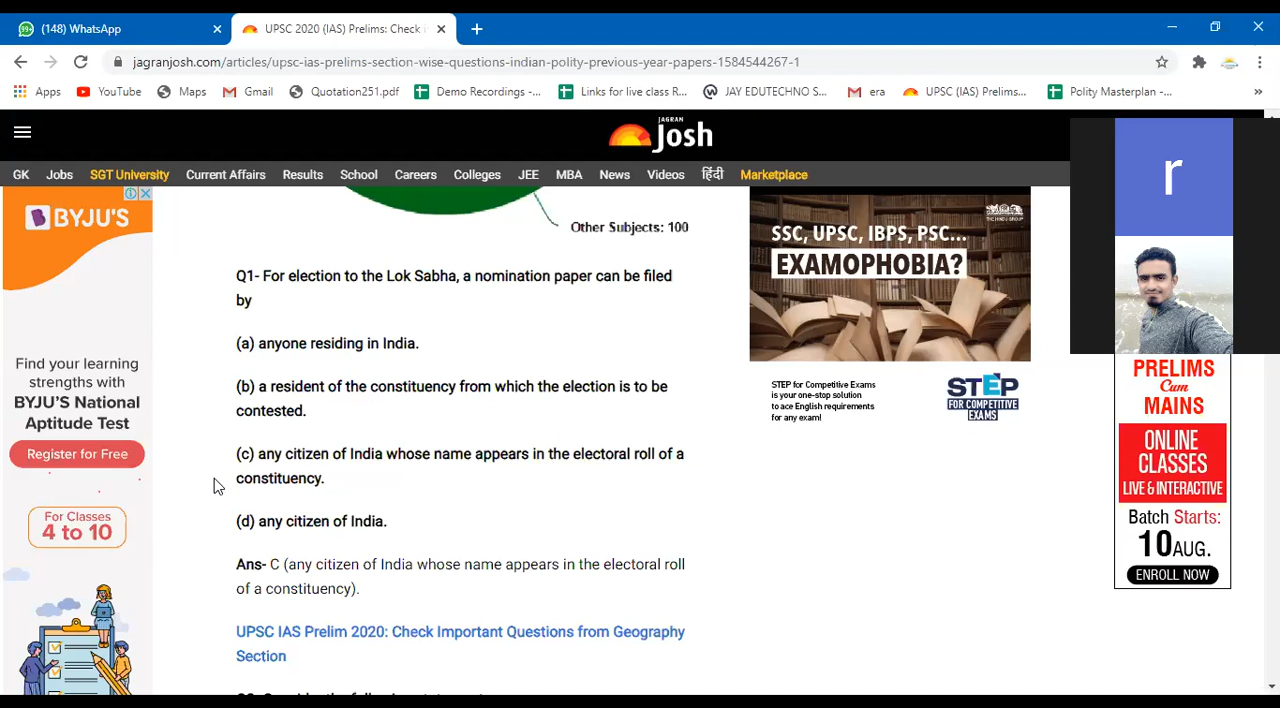 (148) WhatsApp
UPSC 2020 (IAS) Prelims: Check
jagranjosh.com/articles/upsc-ias-prelims-section-wise-questions-indian-polity-previous-year-papers-1584544267-1
Apps
YouTube
Maps
Gmail
Quotation251.pdf
Demo Recordings -...
Links for live class R...
JAY EDUTECHNO S...
era
UPSC (IAS) Prelims...
Polity Masterplan -...
»
JAGRAN
Josh
GK Jobs SGT University Current Affairs Results School Careers Colleges JEE MBA News Videos हिंदी Marketplace
BYJU'S
Find your learning
strengths with
BYJU'S National
Aptitude Test
Register for Free
For Classes
4 to 10
Other Subjects: 100
Q1- For election to the Lok Sabha, a nomination paper can be filed
by
(a) anyone residing in India.
(b) a resident of the constituency from which the election is to be
contested.
(c) any citizen of India whose name appears in the electoral roll of a
constituency.
(d) any citizen of India.
Ans- C (any citizen of India whose name appears in the electoral roll
of a constituency).
UPSC IAS Prelim 2020: Check Important Questions from Geography
Section
THE HINDU GROUP
SSC, UPSC, IBPS, PSC...
EXAMOPHOBIA?
STEP for Competitive Exams
is your one-stop solution
to ace English requirements
for any exam!
STEP
FOR COMPETITIVE
EXAMS
r
PRELIMS
Cum
MAINS
ONLINE
CLASSES
LIVE & INTERACTIVE
Batch Starts:
10 AUG.
ENROLL NOW